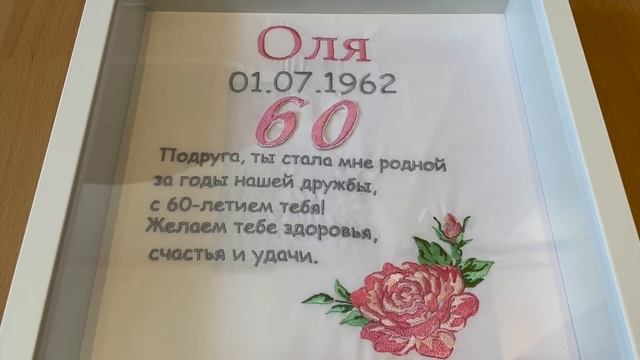 Оля
01.07.1962
60
Подруга, ты стала мне родной
за годы нашей дружбы,
с 60-летием тебя!
Желаем тебе здоровья,
счастья и удачи.